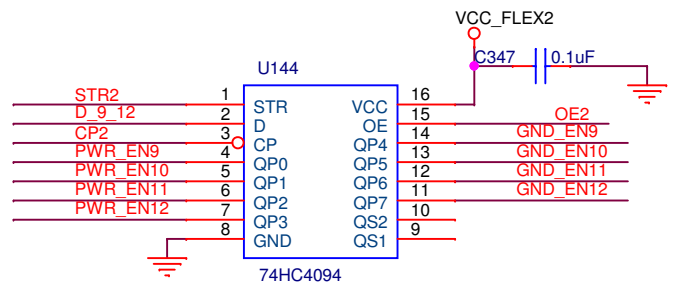 VCC_FLEX2
C347 0.1uF
U144
STR2 1 STR VCC 16
D_9_12 2 D OE 15 OE2
CP2 3 CP QP4 14 GND_EN9
PWR_EN9 4 QP0 QP5 13 GND_EN10
PWR_EN10 5 QP1 QP6 12 GND_EN11
PWR_EN11 6 QP2 QP7 11 GND_EN12
PWR_EN12 7 QP3 QS2 10
8 GND QS1 9
74HC4094